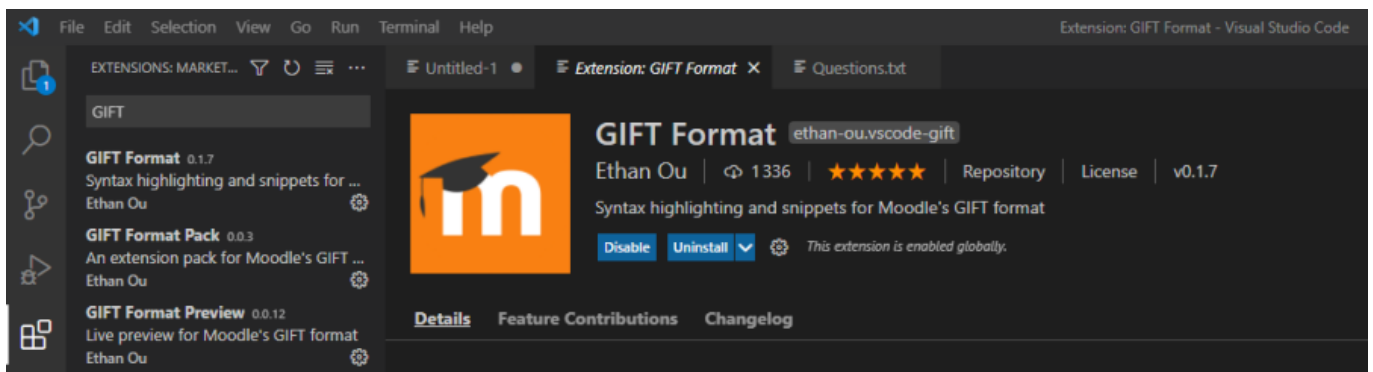 File Edit Selection View Go Run Terminal Help
Extension: GIFT Format - Visual Studio Code
EXTENSIONS: MARKET...
Untitled-1
Extension: GIFT Format
Questions.txt
1
GIFT
GIFT Format 0.1.7
Syntax highlighting and snippets for ...
Ethan Ou
GIFT Format Pack 0.0.3
An extension pack for Moodle's GIFT ...
Ethan Ou
GIFT Format Preview 0.0.12
Live preview for Moodle's GIFT format
Ethan Ou
m
GIFT Format ethan-ou.vscode-gift
Ethan Ou | 1336 | ★★★★★ | Repository | License | v0.1.7
Syntax highlighting and snippets for Moodle's GIFT format
Disable Uninstall This extension is enabled globally.
Details Feature Contributions Changelog